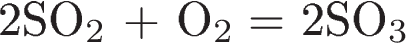 2SO₂ + O₂ = 2SO₃